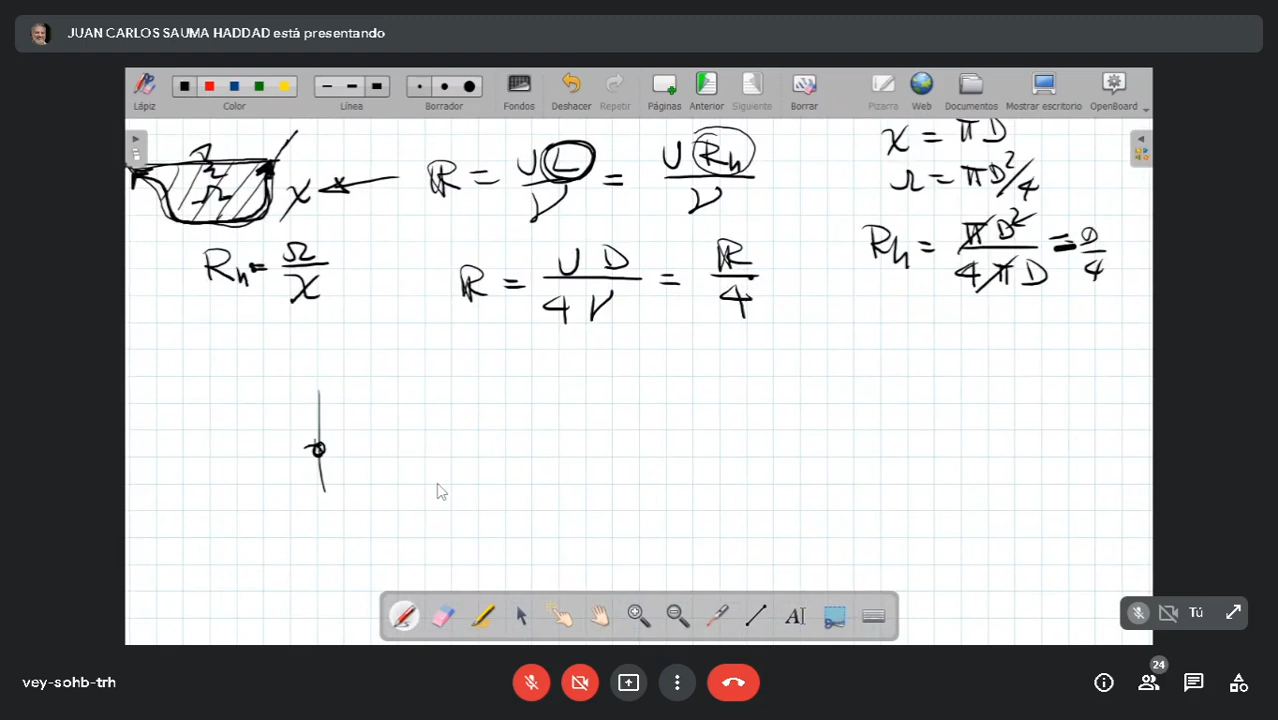 JUAN CARLOS SAUMA HADDAD está presentando
Lápiz
Color
Línea
Borrador
Fondos
Deshacer
Repetir
Páginas
Anterior
Siguiente
Borrar
Pizarra
Web
Documentos
Mostrar escritorio
OpenBoard
χ = πD
Ω = πD²/4
Ω
χ
ℝ = UL/ν = URh/ν
Rh = πD²/4πD = D/4
Rh = Ω/χ
ℝ = UD/4ν = ℝ/4
Tú
vey-sohb-trh
24